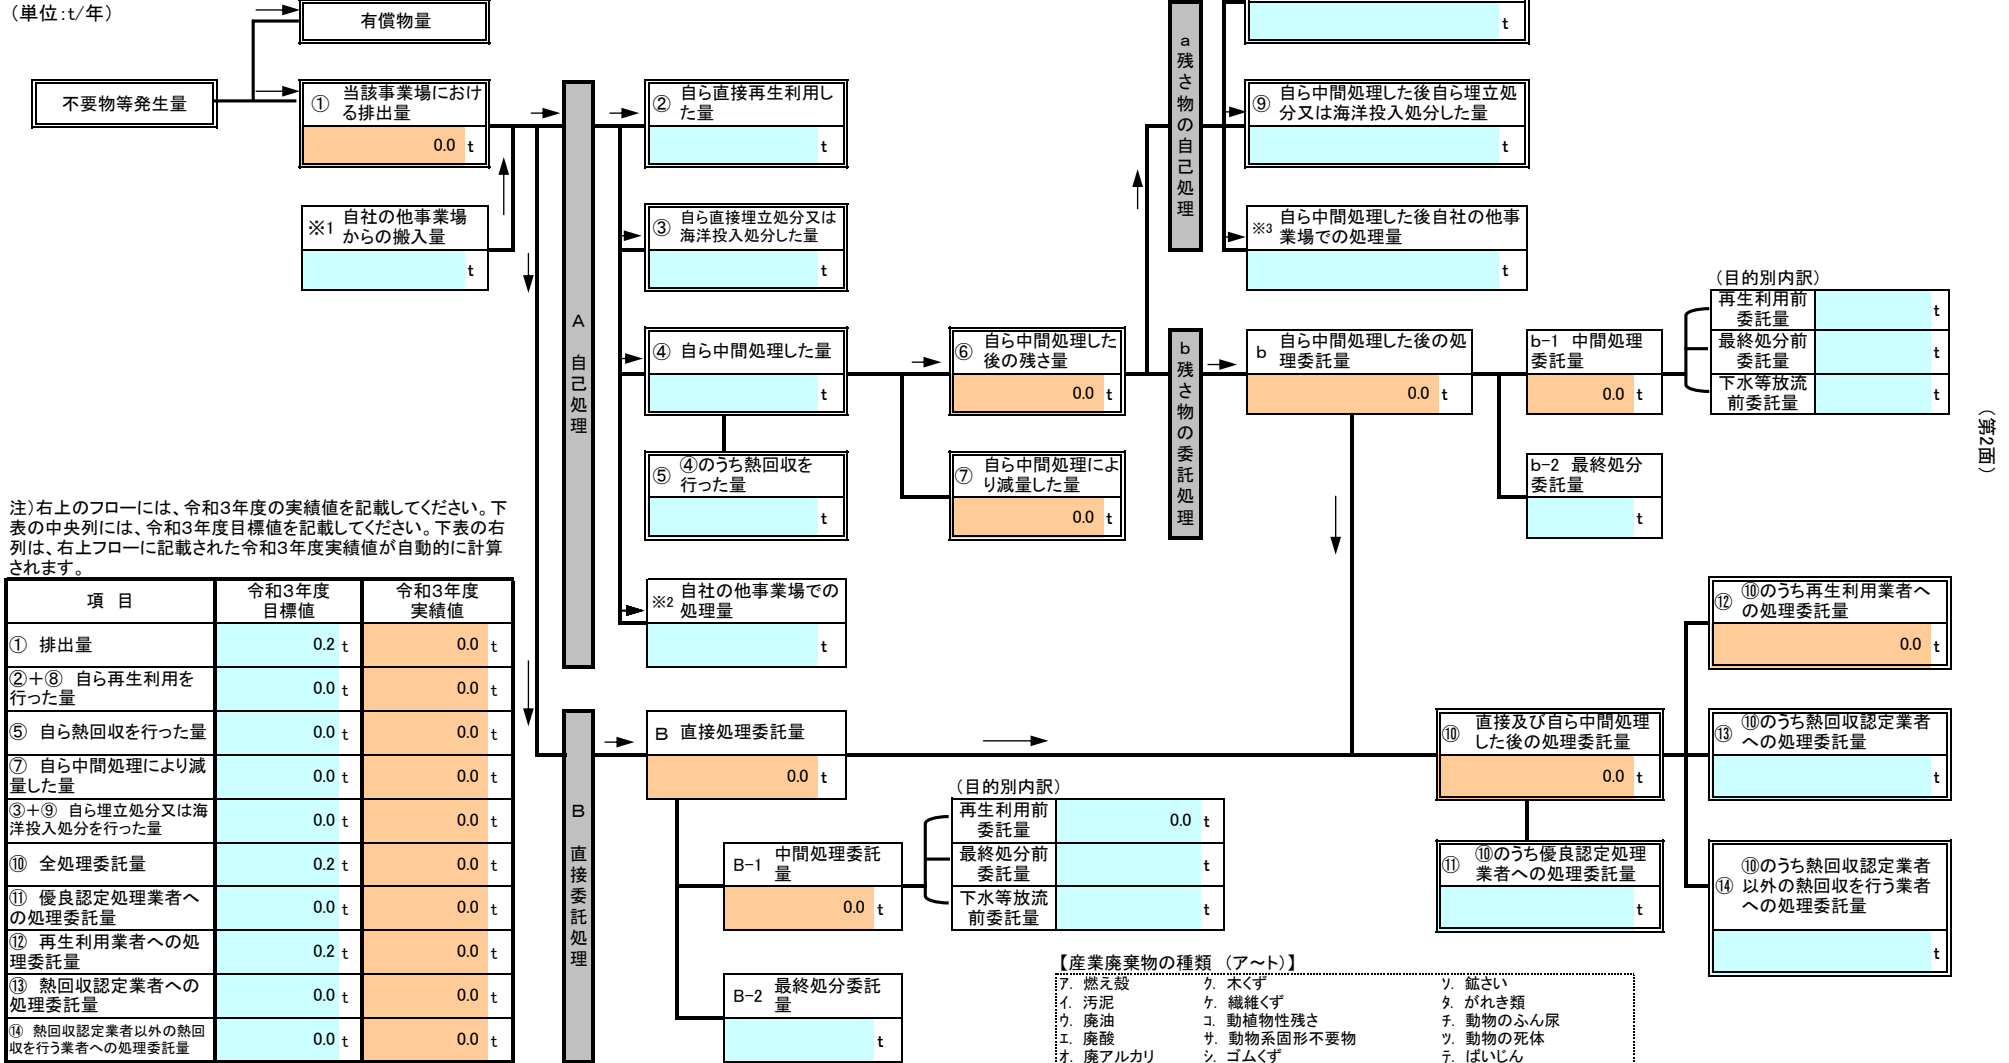 （単位：t/年）
有償物量
t
不要物等発生量
① 当該事業場におけ
る排出量
0.0 t
※1 自社の他事業場
からの搬入量
t
A 自己処理
② 自ら直接再生利用し
た量
t
③ 自ら直接埋立処分又は
海洋投入処分した量
t
④ 自ら中間処理した量
t
⑤ ④のうち熱回収を
行った量
t
※2 自社の他事業場での
処理量
t
⑥ 自ら中間処理した
後の残さ量
0.0 t
⑦ 自ら中間処理によ
り減量した量
0.0 t
a 残さ物の自己処理
⑨ 自ら中間処理した後自ら埋立処
分又は海洋投入処分した量
t
※3 自ら中間処理した後自社の他事
業場での処理量
t
b 残さ物の委託処理
b 自ら中間処理した後の処
理委託量
0.0 t
b-1 中間処理
委託量
0.0 t
（目的別内訳）
再生利用前
委託量
t
最終処分前
委託量
t
下水等放流
前委託量
t
b-2 最終処分
委託量
t
（第2面）
注）右上のフローには、令和3年度の実績値を記載してください。下
表の中央列には、令和3年度目標値を記載してください。下表の右
列は、右上フローに記載された令和3年度実績値が自動的に計算
されます。
項 目
令和3年度
目標値
令和3年度
実績値
① 排出量 0.2 t 0.0 t
②＋⑧ 自ら再生利用を
行った量 0.0 t 0.0 t
⑤ 自ら熱回収を行った量 0.0 t 0.0 t
⑦ 自ら中間処理により減
量した量 0.0 t 0.0 t
③＋⑨ 自ら埋立処分又は海
洋投入処分を行った量 0.0 t 0.0 t
⑩ 全処理委託量 0.2 t 0.0 t
⑪ 優良認定処理業者へ
の処理委託量 0.0 t 0.0 t
⑫ 再生利用業者への処
理委託量 0.2 t 0.0 t
⑬ 熱回収認定業者への
処理委託量 0.0 t 0.0 t
⑭ 熱回収認定業者以外の熱回
収を行う業者への処理委託量 0.0 t 0.0 t
B 直接委託処理
B 直接処理委託量
0.0 t
B-1 中間処理委託
量
0.0 t
B-2 最終処分委託
量
t
（目的別内訳）
再生利用前
委託量
0.0 t
最終処分前
委託量
t
下水等放流
前委託量
t
⑩ 直接及び自ら中間処理
した後の処理委託量
0.0 t
⑪ ⑩のうち優良認定処理
業者への処理委託量
t
⑫ ⑩のうち再生利用業者へ
の処理委託量
0.0 t
⑬ ⑩のうち熱回収認定業者
への処理委託量
t
⑭ ⑩のうち熱回収認定業者
以外の熱回収を行う業者
への処理委託量
t
【産業廃棄物の種類 （ア～ト）】
ア. 燃え殻 ク. 木くず ソ. 鉱さい
イ. 汚泥 ケ. 繊維くず タ. がれき類
ウ. 廃油 コ. 動植物性残さ チ. 動物のふん尿
エ. 廃酸 サ. 動物系固形不要物 ツ. 動物の死体
オ. 廃アルカリ シ. ゴムくず テ. ばいじん